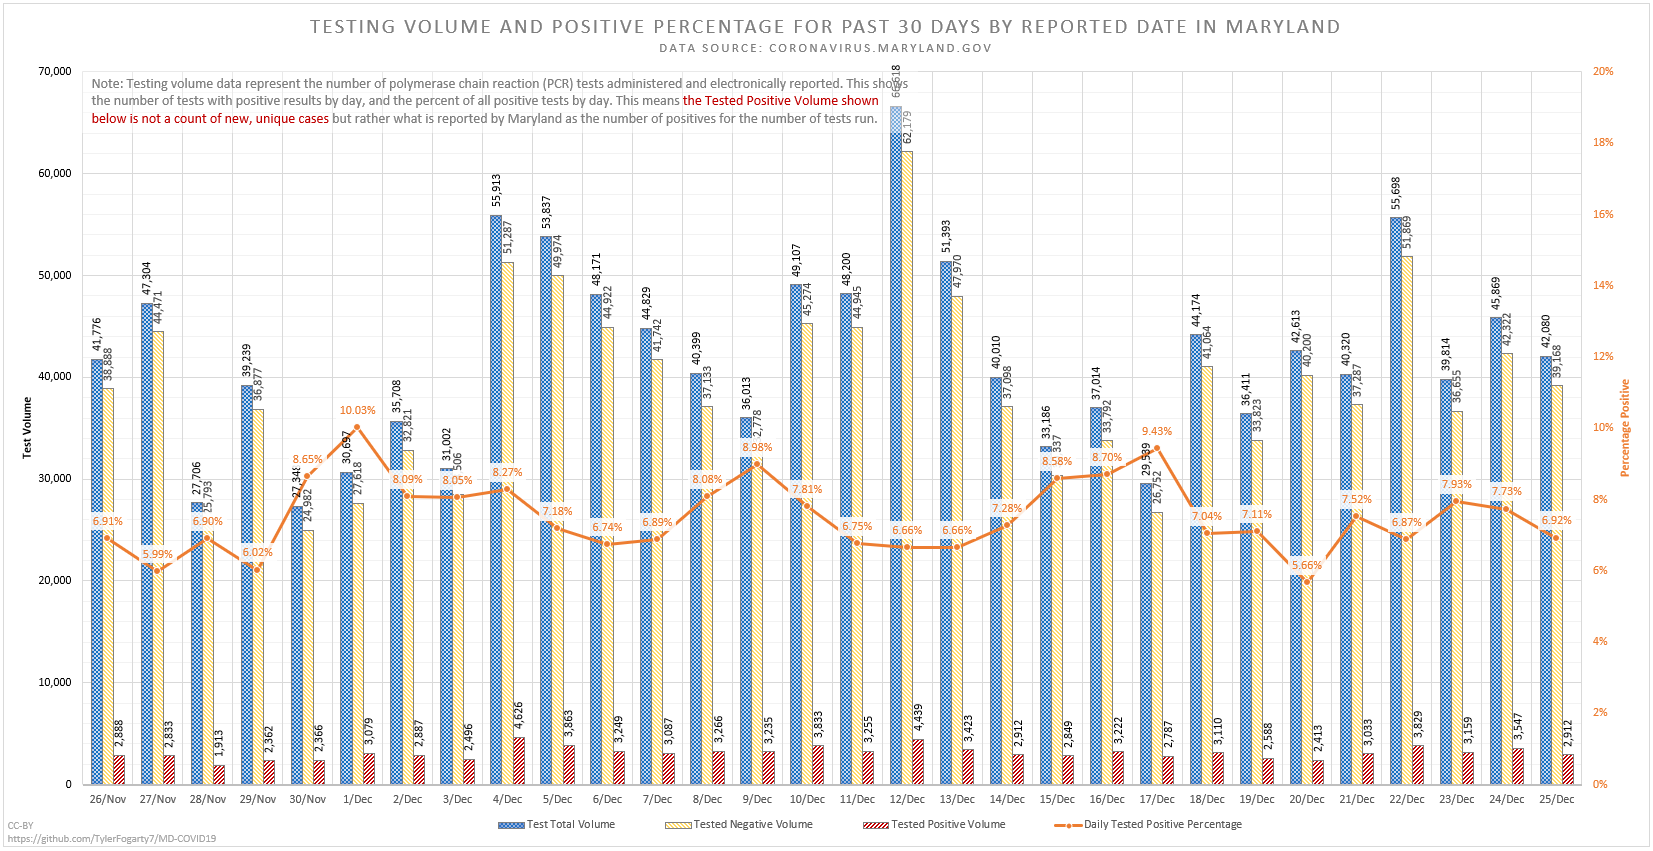 TESTING VOLUME AND POSITIVE PERCENTAGE FOR PAST 30 DAYS BY REPORTED DATE IN MARYLAND
DATA SOURCE: CORONAVIRUS.MARYLAND.GOV
Note: Testing volume data represent the number of polymerase chain reaction (PCR) tests administered and electronically reported. This shows
the number of tests with positive results by day, and the percent of all positive tests by day. This means the Tested Positive Volume shown
below is not a count of new, unique cases but rather what is reported by Maryland as the number of positives for the number of tests run.
Test Volume
70,000
60,000
50,000
40,000
30,000
20,000
10,000
0
41,776 47,304 27,706 39,239 27,348 30,697 35,708 31,002 55,913 53,837 48,171 44,829 40,399 36,013 49,107 48,200 66,618 51,393 40,010 33,186 37,014 29,539 44,174 36,411 42,613 40,320 55,698 39,814 45,869 42,080
38,888 44,471 25,793 36,877 24,982 27,618 32,821 506 51,287 49,974 44,922 41,742 37,133 2,778 45,274 44,945 62,179 47,970 37,098 337 33,792 26,752 41,064 33,823 40,200 37,287 51,869 36,655 42,322 39,168
6.91% 5.99% 6.90% 6.02% 8.65% 10.03% 8.09% 8.05% 8.27% 7.18% 6.74% 6.89% 8.08% 8.98% 7.81% 6.75% 6.66% 6.66% 7.28% 8.58% 8.70% 9.43% 7.04% 7.11% 5.66% 7.52% 6.87% 7.93% 7.73% 6.92%
2,888 2,833 1,913 2,362 2,366 3,079 2,887 2,496 4,626 3,863 3,249 3,087 3,266 3,235 3,833 3,255 4,439 3,423 2,912 2,849 3,222 2,787 3,110 2,588 2,413 3,033 3,829 3,159 3,547 2,912
20%
18%
16%
14%
12%
10%
8%
6%
4%
2%
0%
Percentage Positive
26/Nov 27/Nov 28/Nov 29/Nov 30/Nov 1/Dec 2/Dec 3/Dec 4/Dec 5/Dec 6/Dec 7/Dec 8/Dec 9/Dec 10/Dec 11/Dec 12/Dec 13/Dec 14/Dec 15/Dec 16/Dec 17/Dec 18/Dec 19/Dec 20/Dec 21/Dec 22/Dec 23/Dec 24/Dec 25/Dec
Test Total Volume Tested Negative Volume Tested Positive Volume Daily Tested Positive Percentage
CC-BY
https://github.com/TylerFogarty7/MD-COVID19